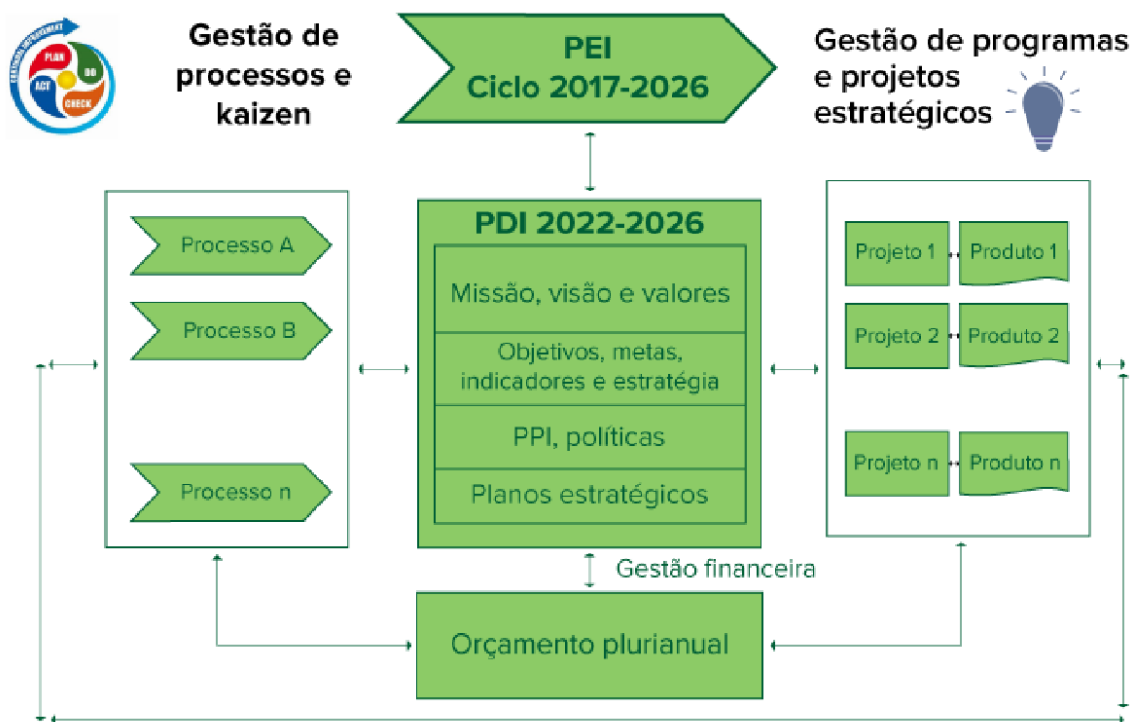 CONTINUOUS IMPROVEMENT
PLAN
DO
ACT
CHECK
Gestão de
processos e
kaizen
PEI
Ciclo 2017-2026
Gestão de programas
e projetos
estratégicos
Processo A
Processo B
Processo n
PDI 2022-2026
Missão, visão e valores
Objetivos, metas,
indicadores e estratégia
PPI, políticas
Planos estratégicos
Projeto 1
Produto 1
Projeto 2
Produto 2
Projeto n
Produto n
Gestão financeira
Orçamento plurianual